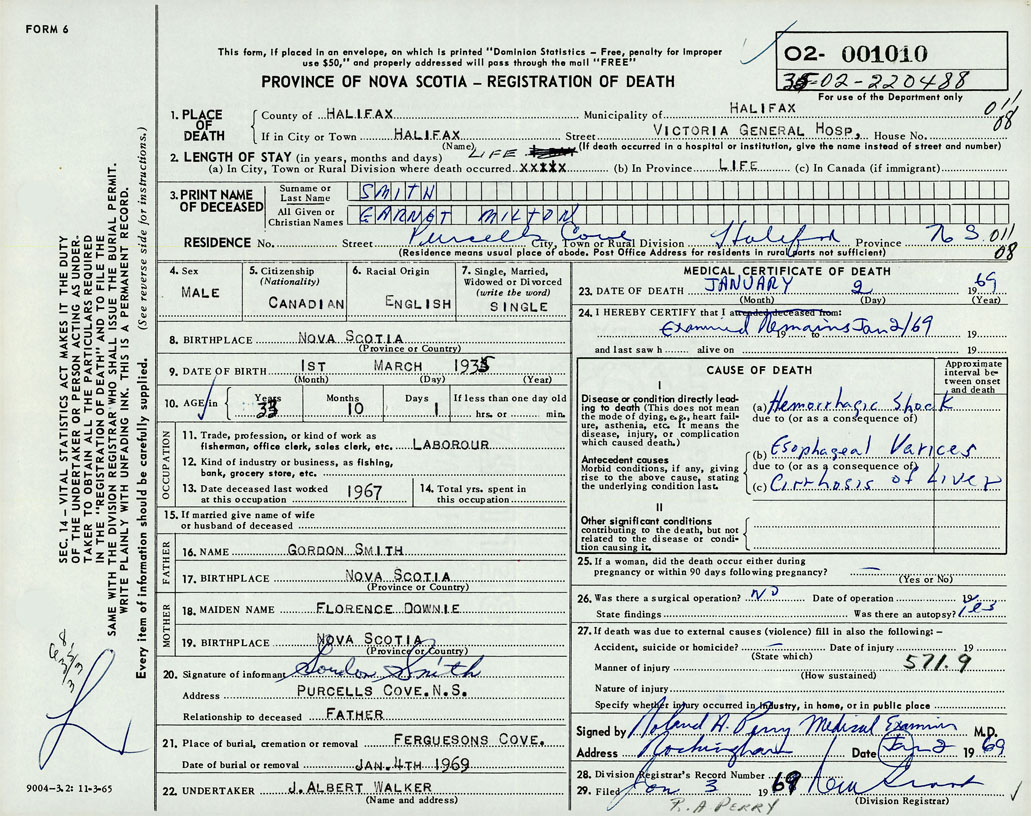 FORM 6
This form, if placed in an envelope, on which is printed "Dominion Statistics – Free, penalty for improper
use $50," and properly addressed will pass through the mail "FREE"
PROVINCE OF NOVA SCOTIA – REGISTRATION OF DEATH
02- 001010
02-220488
For use of the Department only
011
08
1. PLACE OF DEATH
County of HALIFAX Municipality of HALIFAX
If in City or Town HALIFAX Street VICTORIA GENERAL HOSP, House No.
(Name) (If death occurred in a hospital or institution, give the name instead of street and number)
2. LENGTH OF STAY (in years, months and days) LIFE
(a) In City, Town or Rural Division where death occurred XXXXX (b) In Province LIFE (c) In Canada (if immigrant)
3. PRINT NAME OF DECEASED
Surname or Last Name SMITH
All Given or Christian Names EARNST MILTON
RESIDENCE No. Street Purcells Cove City, Town or Rural Division Halifax Province N S. 011
(Residence means usual place of abode. Post Office Address for residents in rural parts not sufficient) 08
4. Sex MALE
5. Citizenship (Nationality) CANADIAN
6. Racial Origin ENGLISH
7. Single, Married, Widowed or Divorced (write the word) SINGLE
8. BIRTHPLACE NOVA SCOTIA
(Province or Country)
9. DATE OF BIRTH 1ST MARCH 1935
(Month) (Day) (Year)
10. AGE in Years 33 Months 10 Days 1 If less than one day old hrs. or min.
OCCUPATION
11. Trade, profession, or kind of work as
fisherman, office clerk, sales clerk, etc. LABOROUR
12. Kind of industry or business, as fishing,
bank, grocery store, etc.
13. Date deceased last worked
at this occupation 1967
14. Total yrs. spent in
this occupation
15. If married give name of wife
or husband of deceased
FATHER
16. NAME GORDON SMITH
17. BIRTHPLACE NOVA SCOTIA
(Province or Country)
MOTHER
18. MAIDEN NAME FLORENCE DOWNIE
19. BIRTHPLACE NOVA SCOTIA
(Province or Country)
20. Signature of informant Gordon Smith
Address PURCELLS COVE, N.S.
Relationship to deceased FATHER
21. Place of burial, cremation or removal FERGUESONS COVE.
Date of burial or removal JAN. 4TH 1969
22. UNDERTAKER J. ALBERT WALKER
(Name and address)
MEDICAL CERTIFICATE OF DEATH
23. DATE OF DEATH JANUARY 2 69
(Month) (Day) (Year)
24. I HEREBY CERTIFY that I attended deceased from:
Examined Remains Jan 2/69 19
19
and last saw h alive on 19
CAUSE OF DEATH
Approximate interval between onset and death
I
Disease or condition directly leading
to death (This does not mean
the mode of dying, e.g., heart failure,
asthenia, etc. It means the
disease, injury, or complication
which caused death.)
(a) Hemorrhagic Shock
due to (or as a consequence of)
Antecedent causes
Morbid conditions, if any, giving
rise to the above cause, stating
the underlying condition last.
(b) Esophageal Varices
due to (or as a consequence of)
(c) Cirrhosis of Liver
II
Other significant conditions
contributing to the death, but not
related to the disease or condition
causing it.
25. If a woman, did the death occur either during
pregnancy or within 90 days following pregnancy? —
(Yes or No)
26. Was there a surgical operation? NO Date of operation 19
State findings Was there an autopsy? Yes
27. If death was due to external causes (violence) fill in also the following: –
Accident, suicide or homicide? — Date of injury 19
(State which)
Manner of injury 571.9
(How sustained)
Nature of injury
Specify whether injury occurred in industry, in home, or in public place
Signed by Roland A. Perry Medical Examiner M.D.
Address Rockingham Date Jan 2 1969
28. Division Registrar's Record Number
29. Filed Jan 3 1969
(Division Registrar)
R. A PERRY
SEC. 14 – VITAL STATISTICS ACT MAKES IT THE DUTY
OF THE UNDERTAKER OR PERSON ACTING AS UNDERTAKER
TO OBTAIN ALL THE PARTICULARS REQUIRED
IN THE "REGISTRATION OF DEATH" AND TO FILE THE
SAME WITH THE DIVISION REGISTRAR WHO SHALL ISSUE THE BURIAL PERMIT.
WRITE PLAINLY WITH UNFADING INK. THIS IS A PERMANENT RECORD.
Every item of information should be carefully supplied. (See reverse side for instructions.)
9004-3.2: 11-3-65